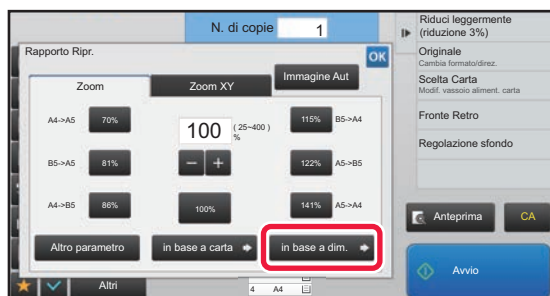 N. di copie 1
Rapporto Ripr.
OK
Zoom
Zoom XY
Immagine Aut
A4->A5 70%
100 (25~400) %
115% B5->A4
B5->A5 81%
122% A5->B5
A4->B5 86%
100%
141% A5->A4
Altro parametro
in base a carta
in base a dim.
Altri
4 A4
Riduci leggermente
(riduzione 3%)
Originale
Cambia formato/direz.
Scelta Carta
Modif. vassoio aliment. carta
Fronte Retro
Regolazione sfondo
Anteprima
CA
Avvio